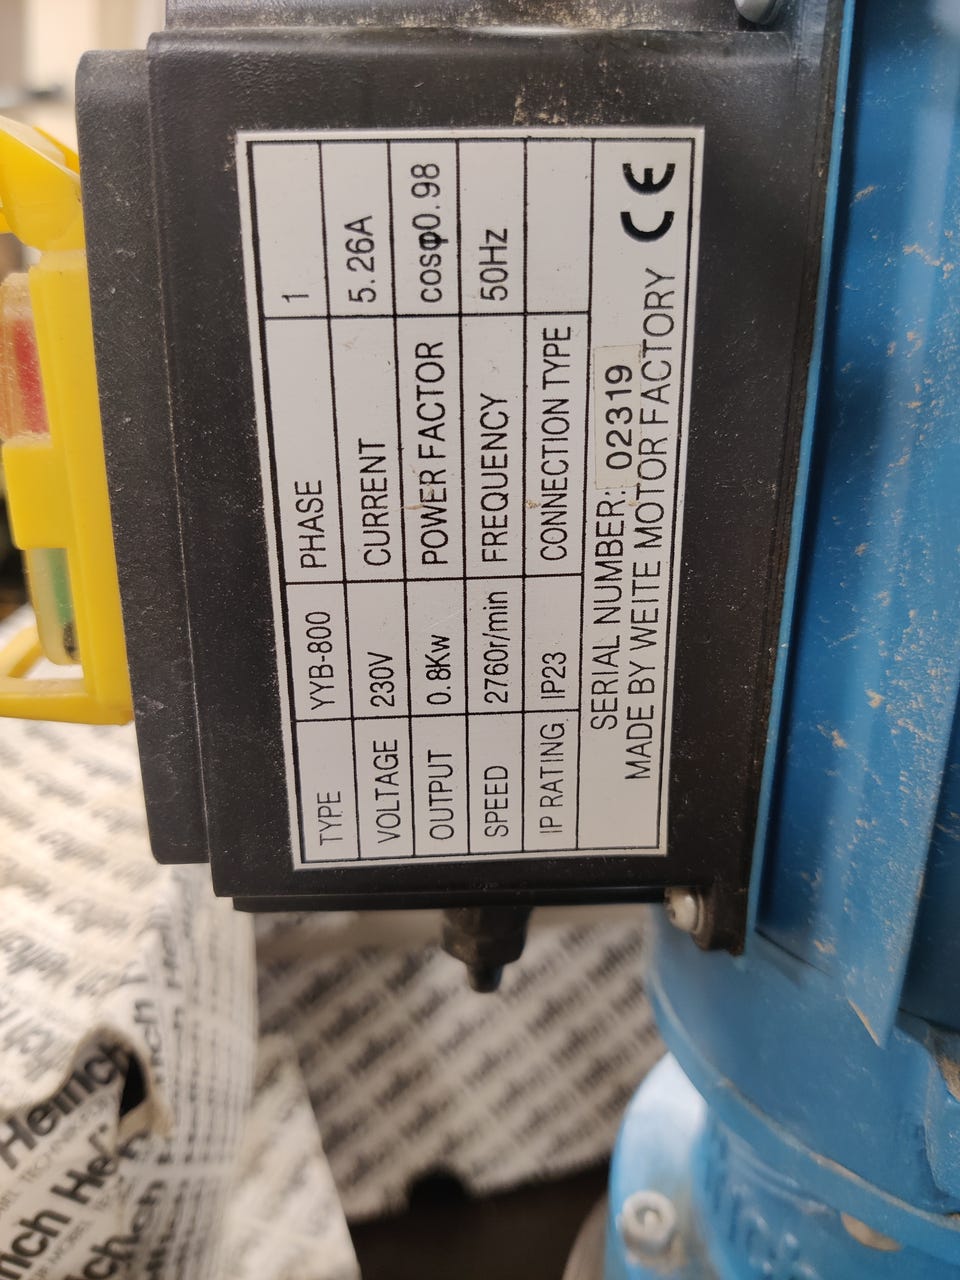 TYPE YYB-800 PHASE 1
VOLTAGE 230V CURRENT 5.26A
OUTPUT 0.8Kw POWER FACTOR cosφ0.98
SPEED 2760r/min FREQUENCY 50Hz
IP RATING IP23 CONNECTION TYPE
SERIAL NUMBER: 02319
MADE BY WEITE MOTOR FACTORY CE
Heinrich